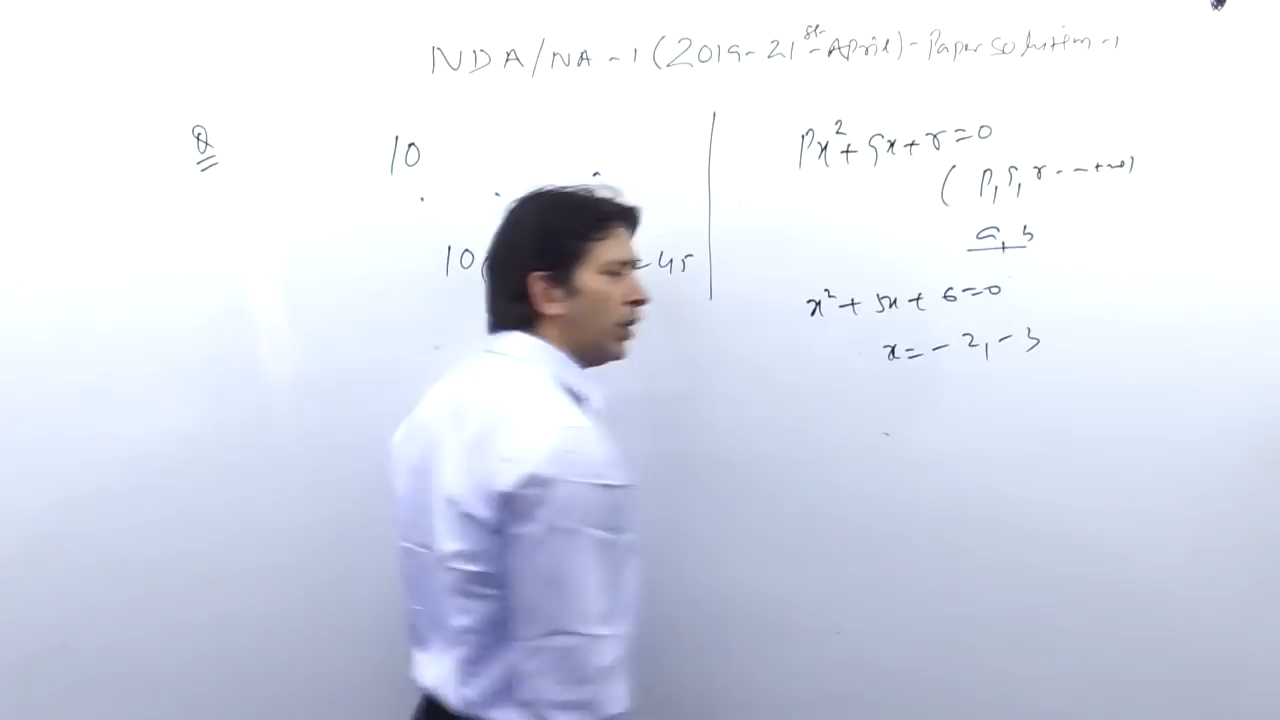 NDA/NA-1 (2019-21st-April)-Paper solution-1
Q
10
10 = 45
Px²+qx+r=0
(P,q,r---+ve)
a,b
x²+5x+6=0
x=-2,-3